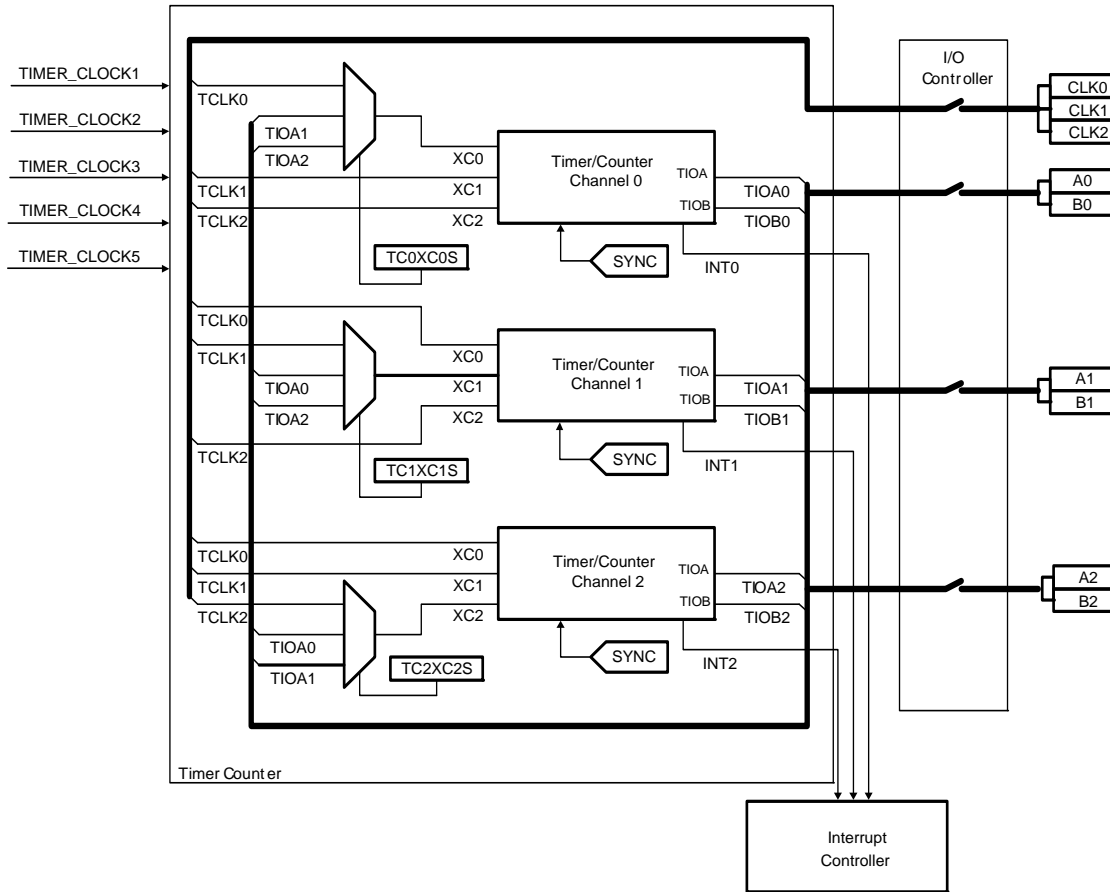 I/O
Controller
TIMER_CLOCK1
TIMER_CLOCK2
TIMER_CLOCK3
TIMER_CLOCK4
TIMER_CLOCK5
TCLK0
TIOA1
TIOA2
TCLK1
TCLK2
XC0
XC1
XC2
Timer/Counter
Channel 0
TIOA
TIOB
TIOA0
TIOB0
TC0XC0S
SYNC
INT0
CLK0
CLK1
CLK2
A0
B0
TCLK0
TCLK1
TIOA0
TIOA2
TCLK2
XC0
XC1
XC2
Timer/Counter
Channel 1
TIOA
TIOB
TIOA1
TIOB1
TC1XC1S
SYNC
INT1
A1
B1
TCLK0
TCLK1
TCLK2
TIOA0
TIOA1
XC0
XC1
XC2
Timer/Counter
Channel 2
TIOA
TIOB
TIOA2
TIOB2
TC2XC2S
SYNC
INT2
A2
B2
Timer Counter
Interrupt
Controller